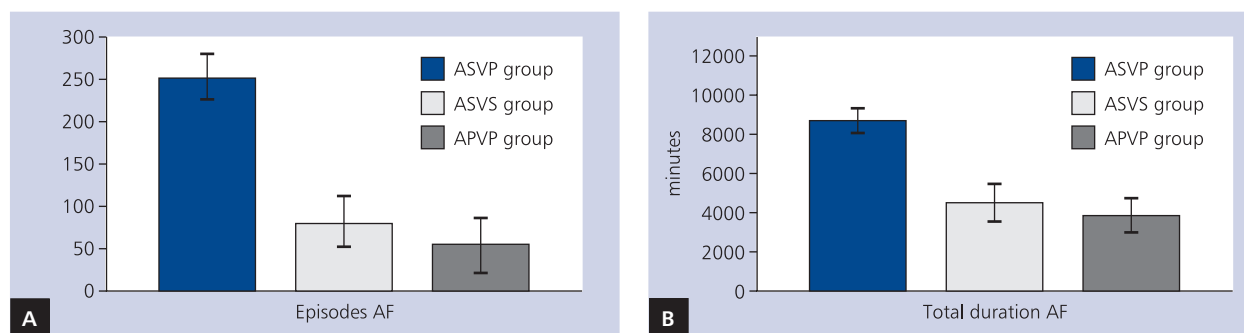 300
250
200
150
100
50
0
ASVP group
ASVS group
APVP group
Episodes AF
A
minutes
12000
10000
8000
6000
4000
2000
0
ASVP group
ASVS group
APVP group
Total duration AF
B